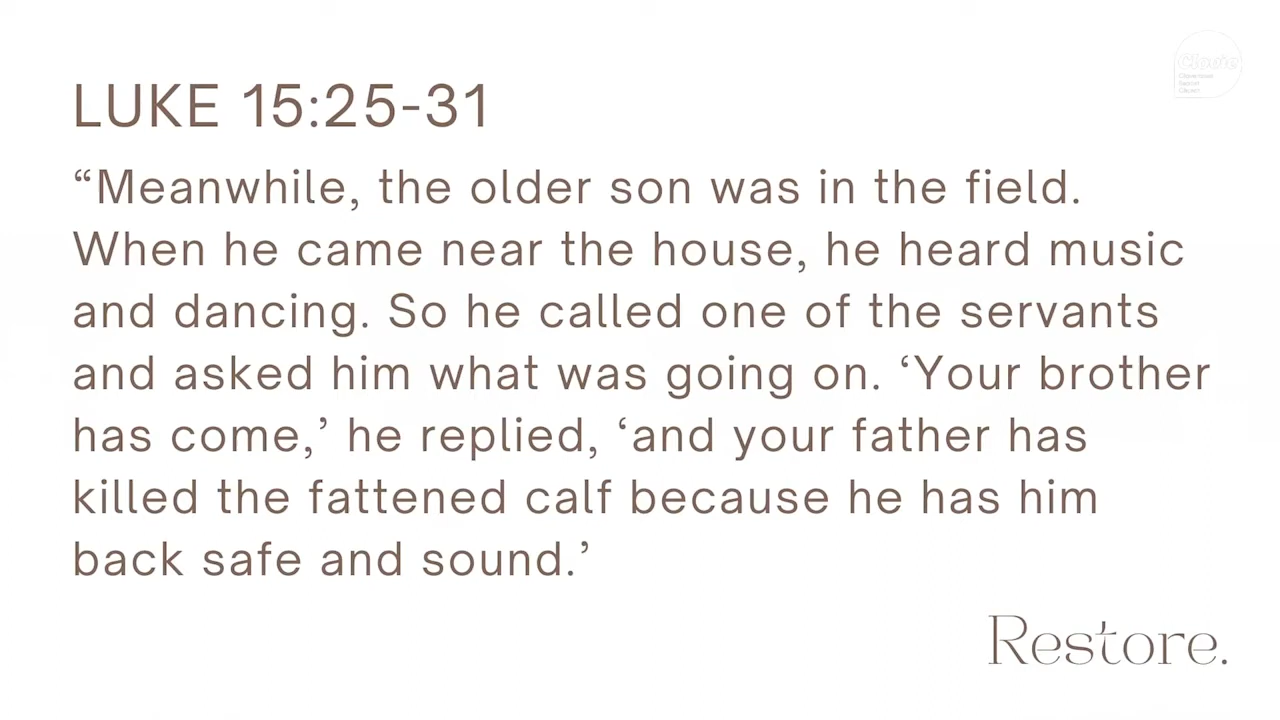 LUKE 15:25-31
“Meanwhile, the older son was in the field.
When he came near the house, he heard music
and dancing. So he called one of the servants
and asked him what was going on. ‘Your brother
has come,’ he replied, ‘and your father has
killed the fattened calf because he has him
back safe and sound.’
Restore.